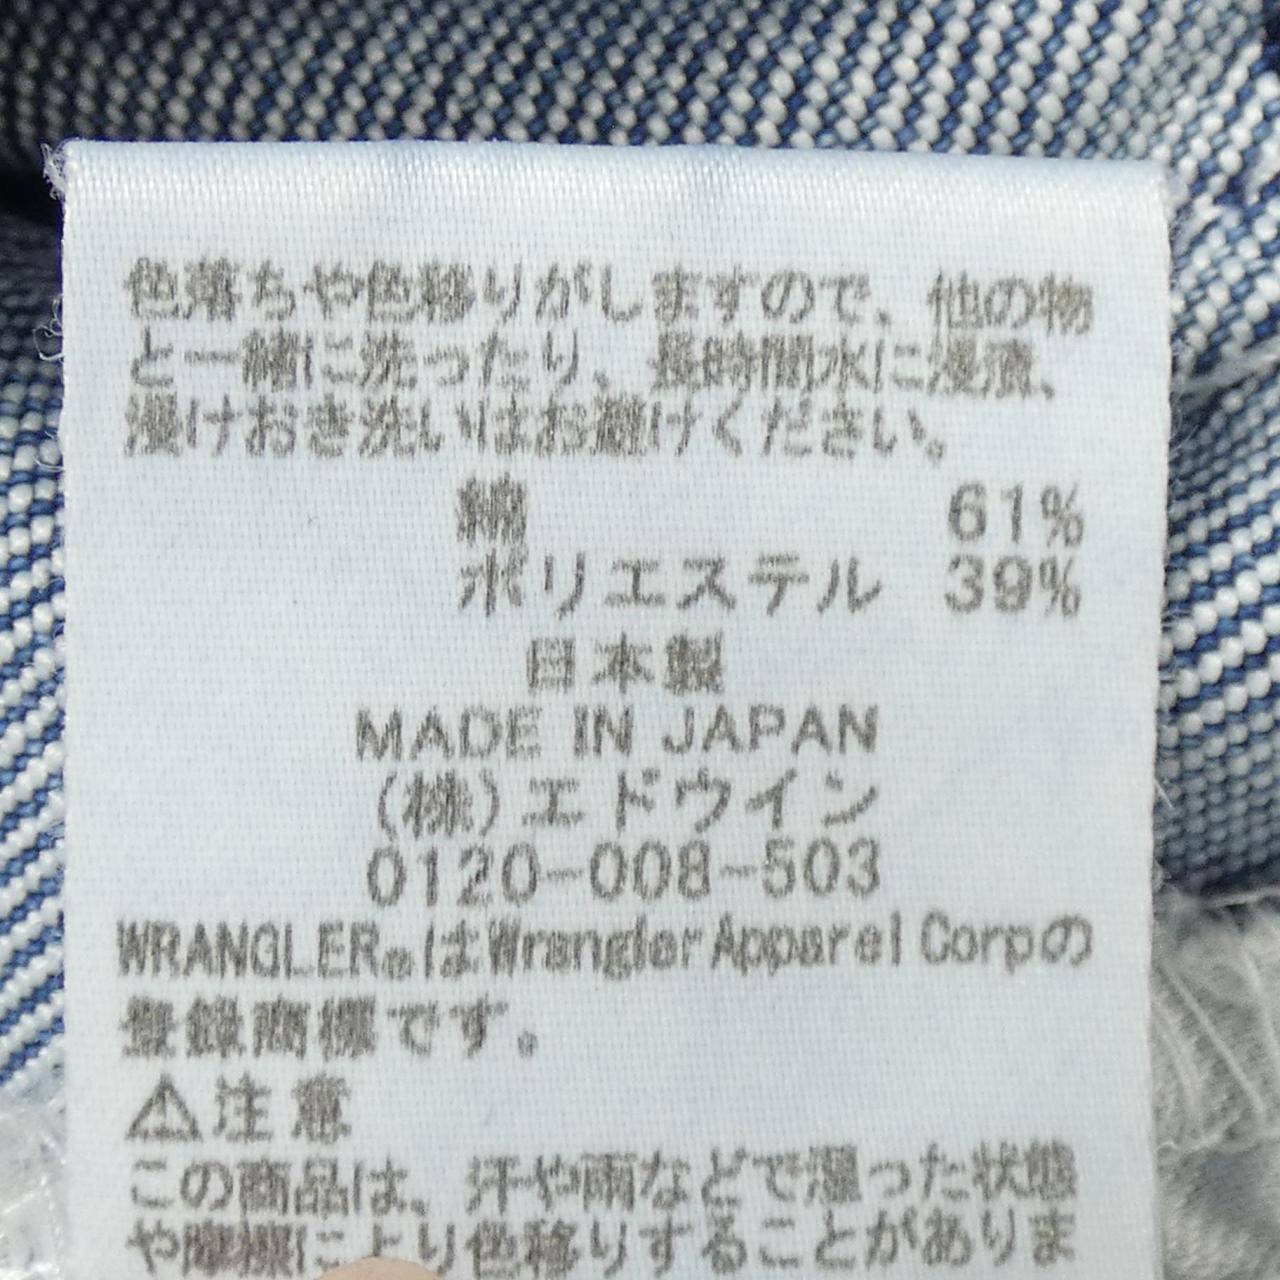 色落ちや色移りがしますので、他の物
と一緒に洗ったり、長時間水に浸漬、
浸けおき洗いはお避けください。
綿 61%
ポリエステル 39%
日本製
MADE IN JAPAN
(株)エドウイン
0120-008-503
WRANGLER®はWrangler Apparel Corpの
登録商標です。
⚠注意
この商品は、汗や雨などで湿った状態
や摩擦により色移りすることがありま